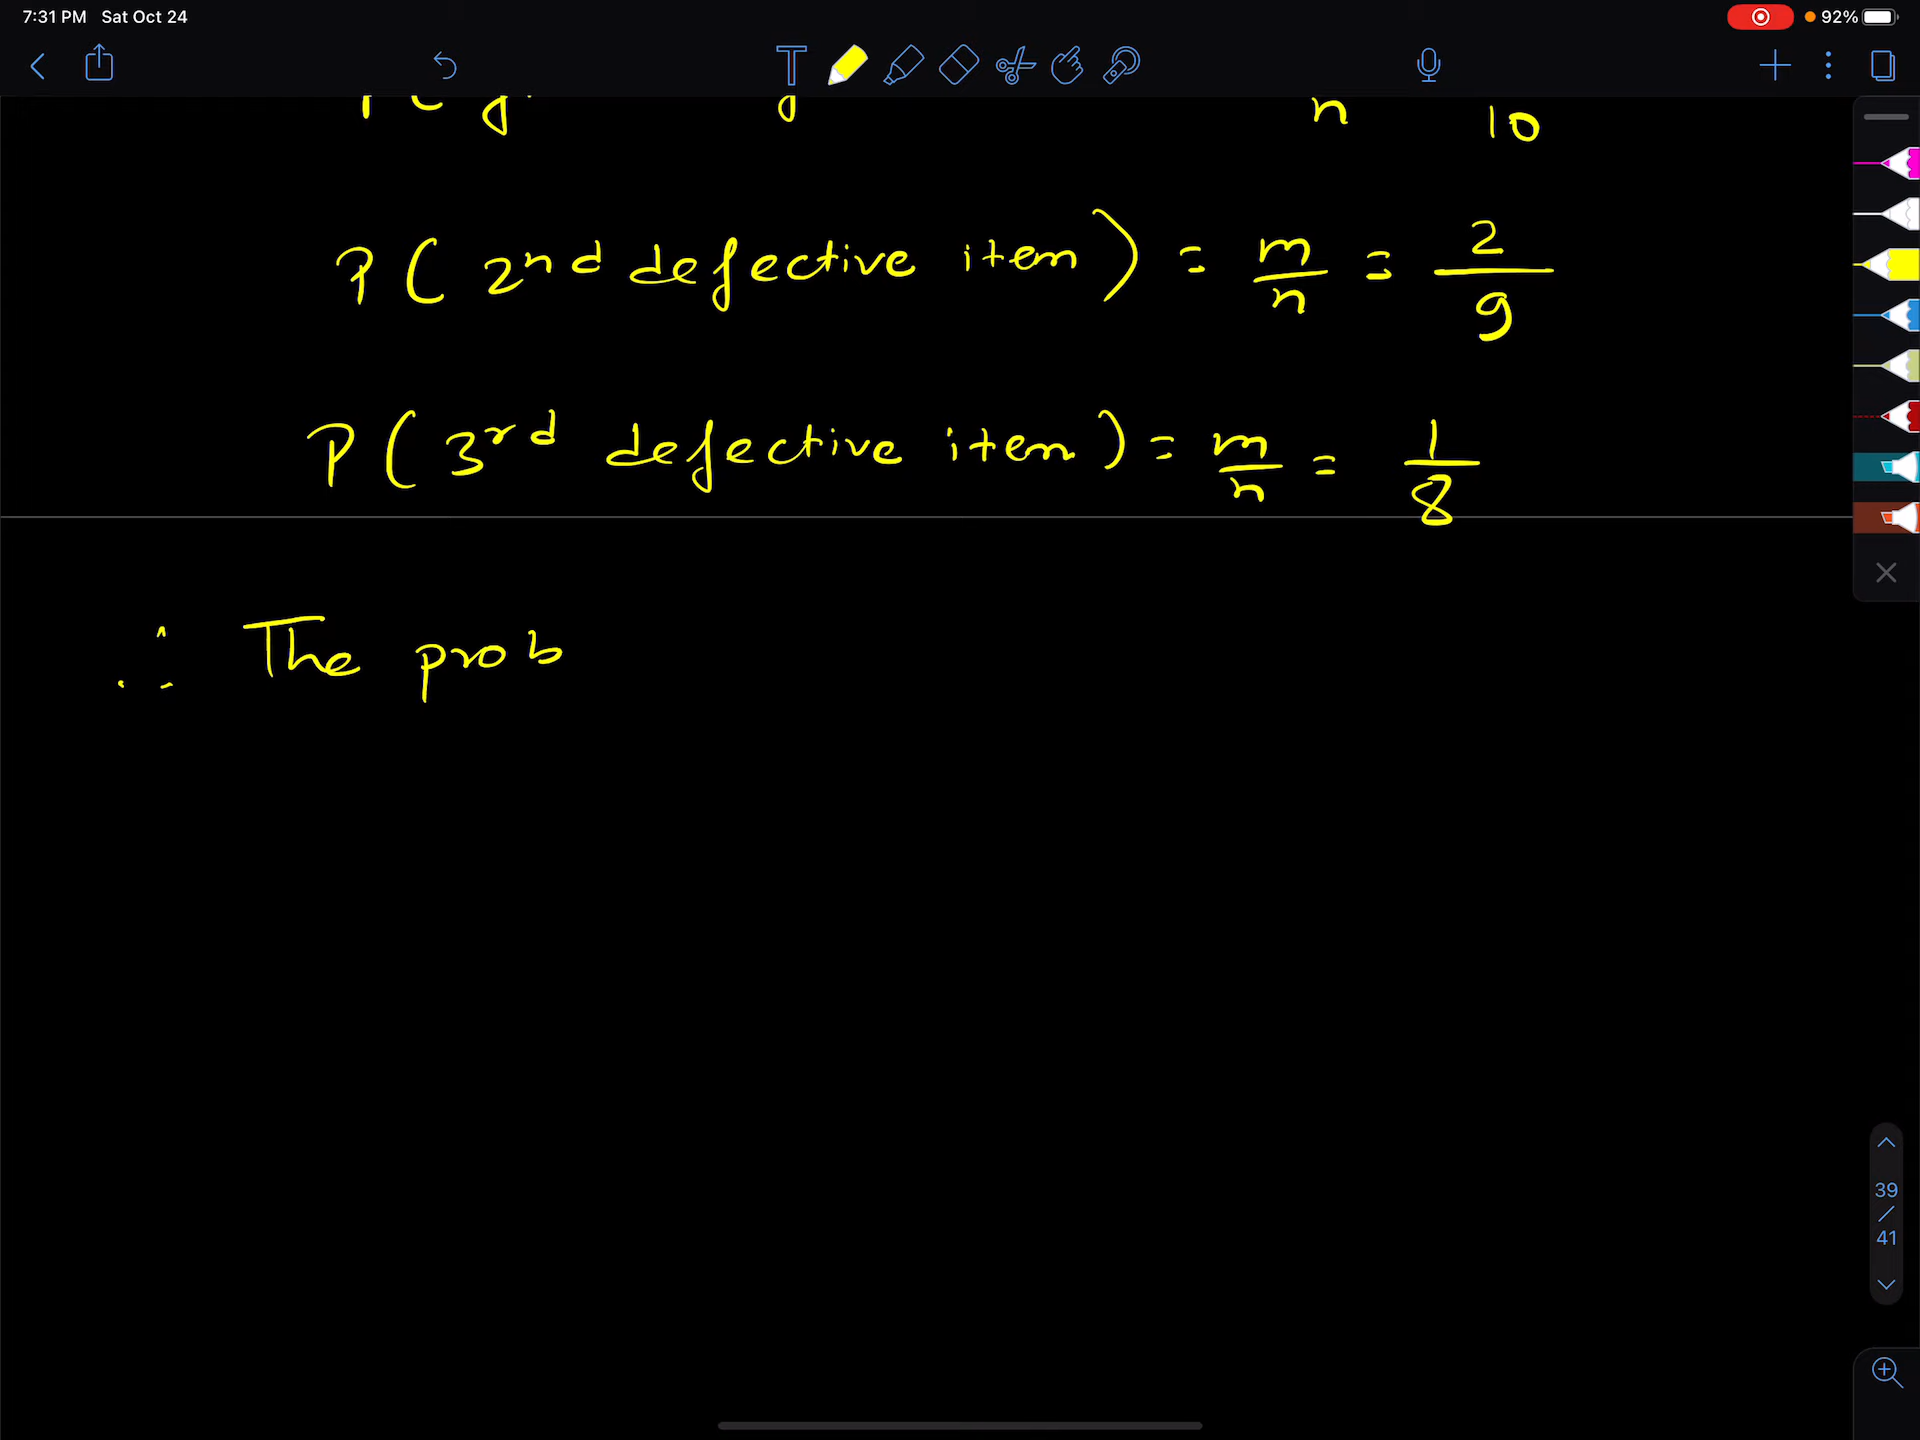 7:31 PM Sat Oct 24
92%
n 10
P ( 2nd defective item ) = m/n = 2/9
P ( 3rd defective item ) = m/n = 1/8
∴ The prob
39
/
41